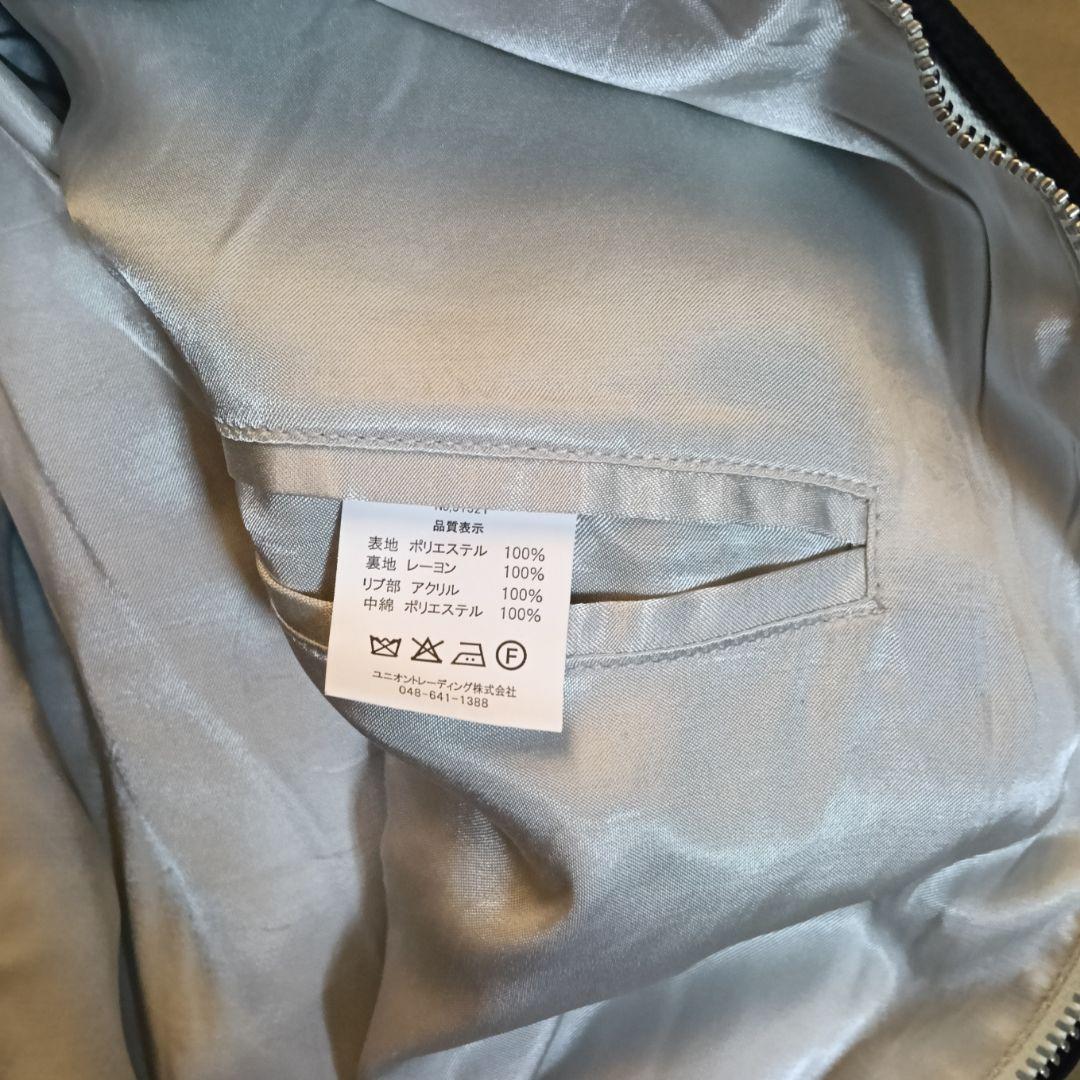 品質表示
表地 ポリエステル 100%
裏地 レーヨン 100%
リブ部 アクリル 100%
中綿 ポリエステル 100%
F
ユニオントレーディング株式会社
048-641-1388